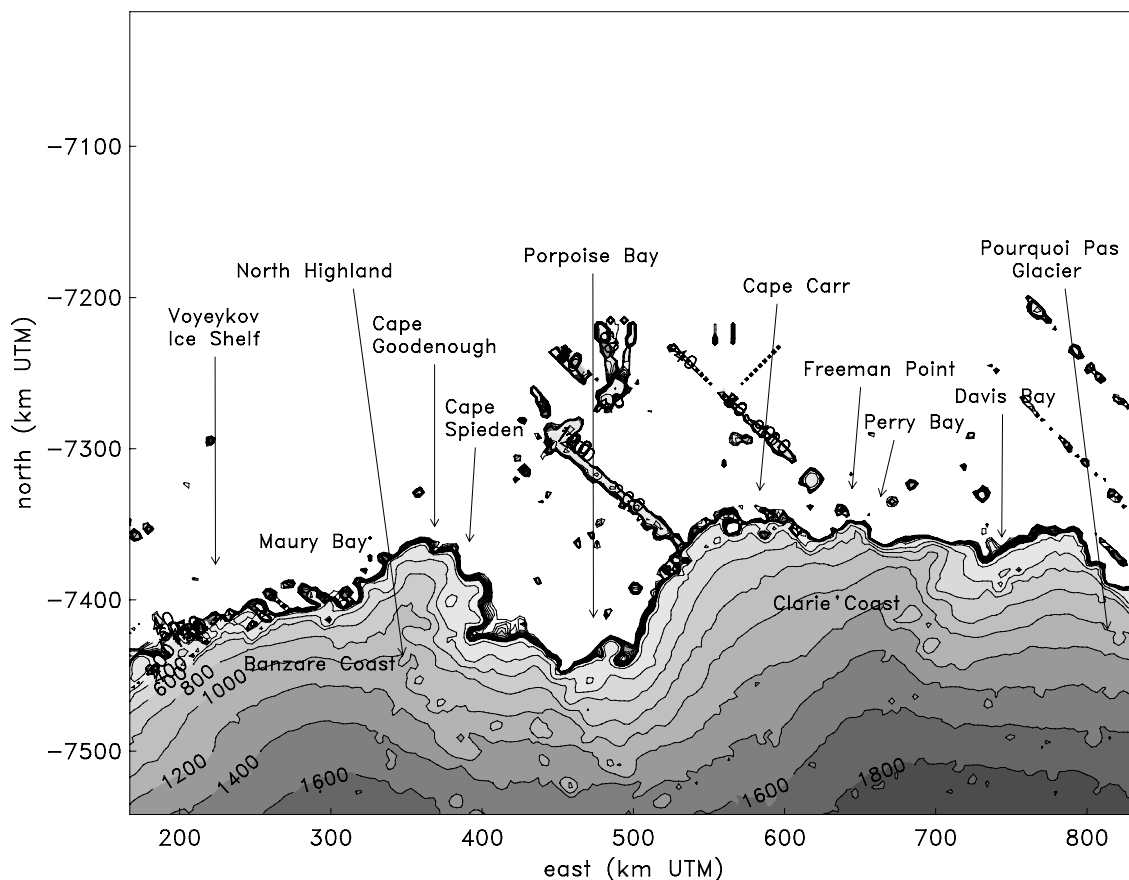 Pourquoi Pas
Glacier
Porpoise Bay
North Highland
Cape Carr
Voyeykov
Ice Shelf
Cape
Goodenough
Freeman Point
Davis Bay
Cape
Spieden
Perry Bay
Maury Bay
Clarie Coast
Banzare Coast
600
800
1000
1200
1400
1600
1600
1800
-7100
-7200
-7300
-7400
-7500
north (km UTM)
200 300 400 500 600 700 800
east (km UTM)